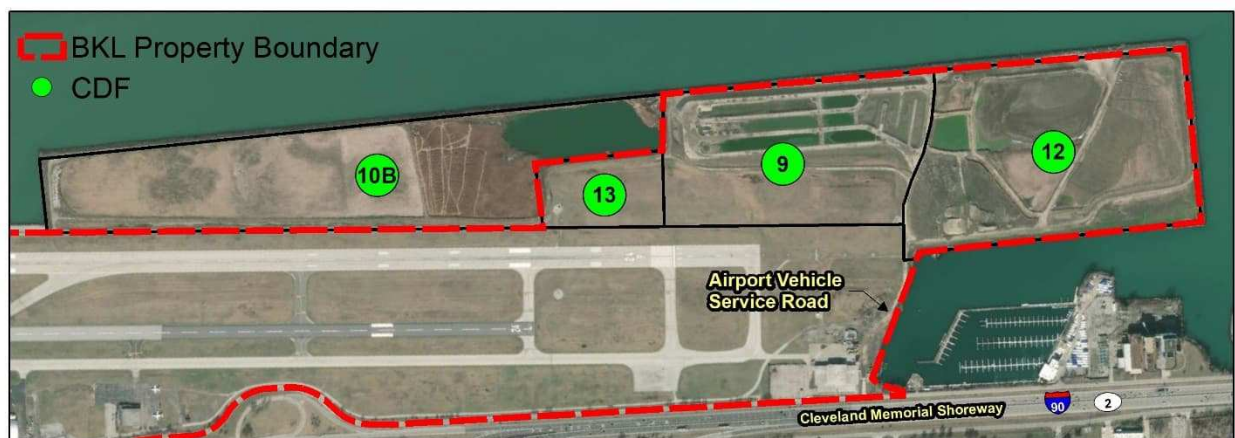 BKL Property Boundary
CDF
10B
13
9
12
Airport Vehicle
Service Road
Cleveland Memorial Shoreway
90
2